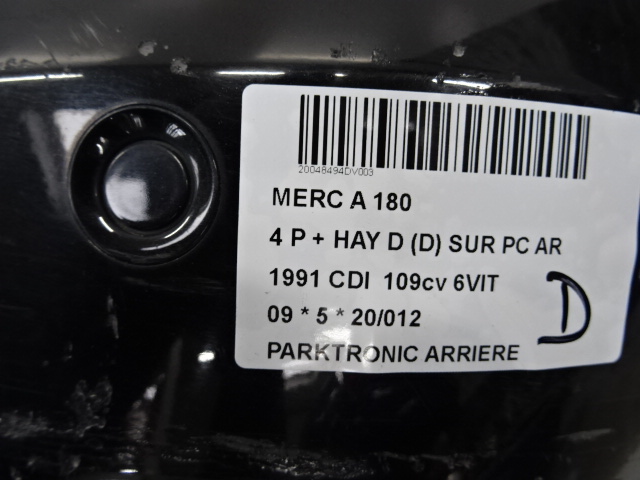 20048494DV003
MERC A 180
4 P + HAY D (D) SUR PC AR
1991 CDI 109cv 6VIT
09 * 5 * 20/012
PARKTRONIC ARRIERE
D